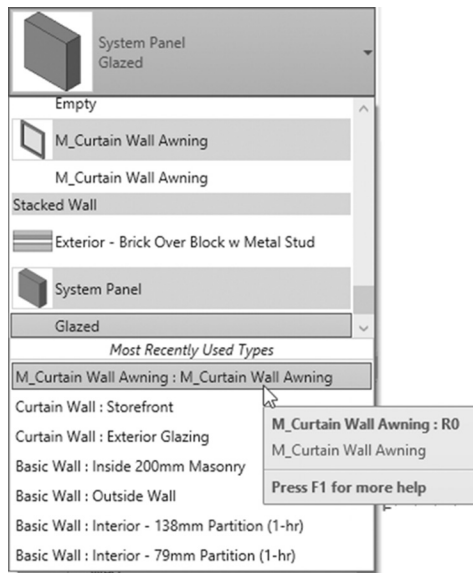 System Panel
Glazed
Empty
M_Curtain Wall Awning
M_Curtain Wall Awning
Stacked Wall
Exterior - Brick Over Block w Metal Stud
System Panel
Glazed
Most Recently Used Types
M_Curtain Wall Awning : M_Curtain Wall Awning
Curtain Wall : Storefront
Curtain Wall : Exterior Glazing
Basic Wall : Inside 200mm Masonry
Basic Wall : Outside Wall
Basic Wall : Interior - 138mm Partition (1-hr)
Basic Wall : Interior - 79mm Partition (1-hr)
M_Curtain Wall Awning : R0
M_Curtain Wall Awning
Press F1 for more help